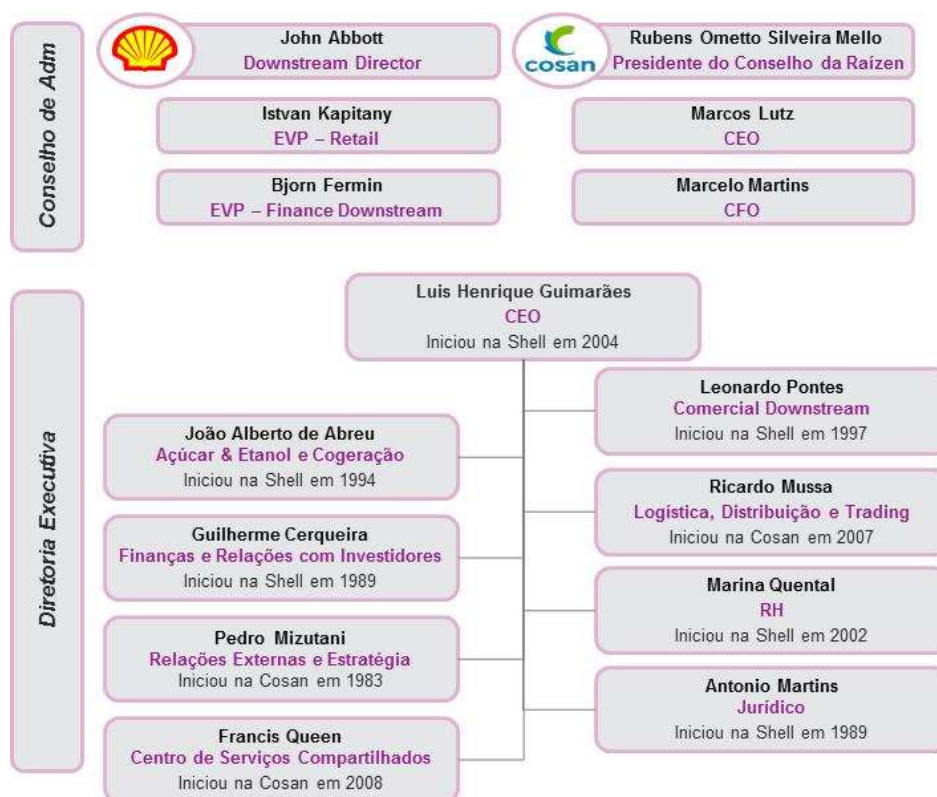 Conselho de Adm
John Abbott
Downstream Director
cosan
Rubens Ometto Silveira Mello
Presidente do Conselho da Raízen
Istvan Kapitany
EVP – Retail
Marcos Lutz
CEO
Bjorn Fermin
EVP – Finance Downstream
Marcelo Martins
CFO
Diretoria Executiva
Luis Henrique Guimarães
CEO
Iniciou na Shell em 2004
Leonardo Pontes
Comercial Downstream
Iniciou na Shell em 1997
João Alberto de Abreu
Açúcar & Etanol e Cogeração
Iniciou na Shell em 1994
Ricardo Mussa
Logística, Distribuição e Trading
Iniciou na Cosan em 2007
Guilherme Cerqueira
Finanças e Relações com Investidores
Iniciou na Shell em 1989
Marina Quental
RH
Iniciou na Shell em 2002
Pedro Mizutani
Relações Externas e Estratégia
Iniciou na Cosan em 1983
Antonio Martins
Jurídico
Iniciou na Shell em 1989
Francis Queen
Centro de Serviços Compartilhados
Iniciou na Cosan em 2008